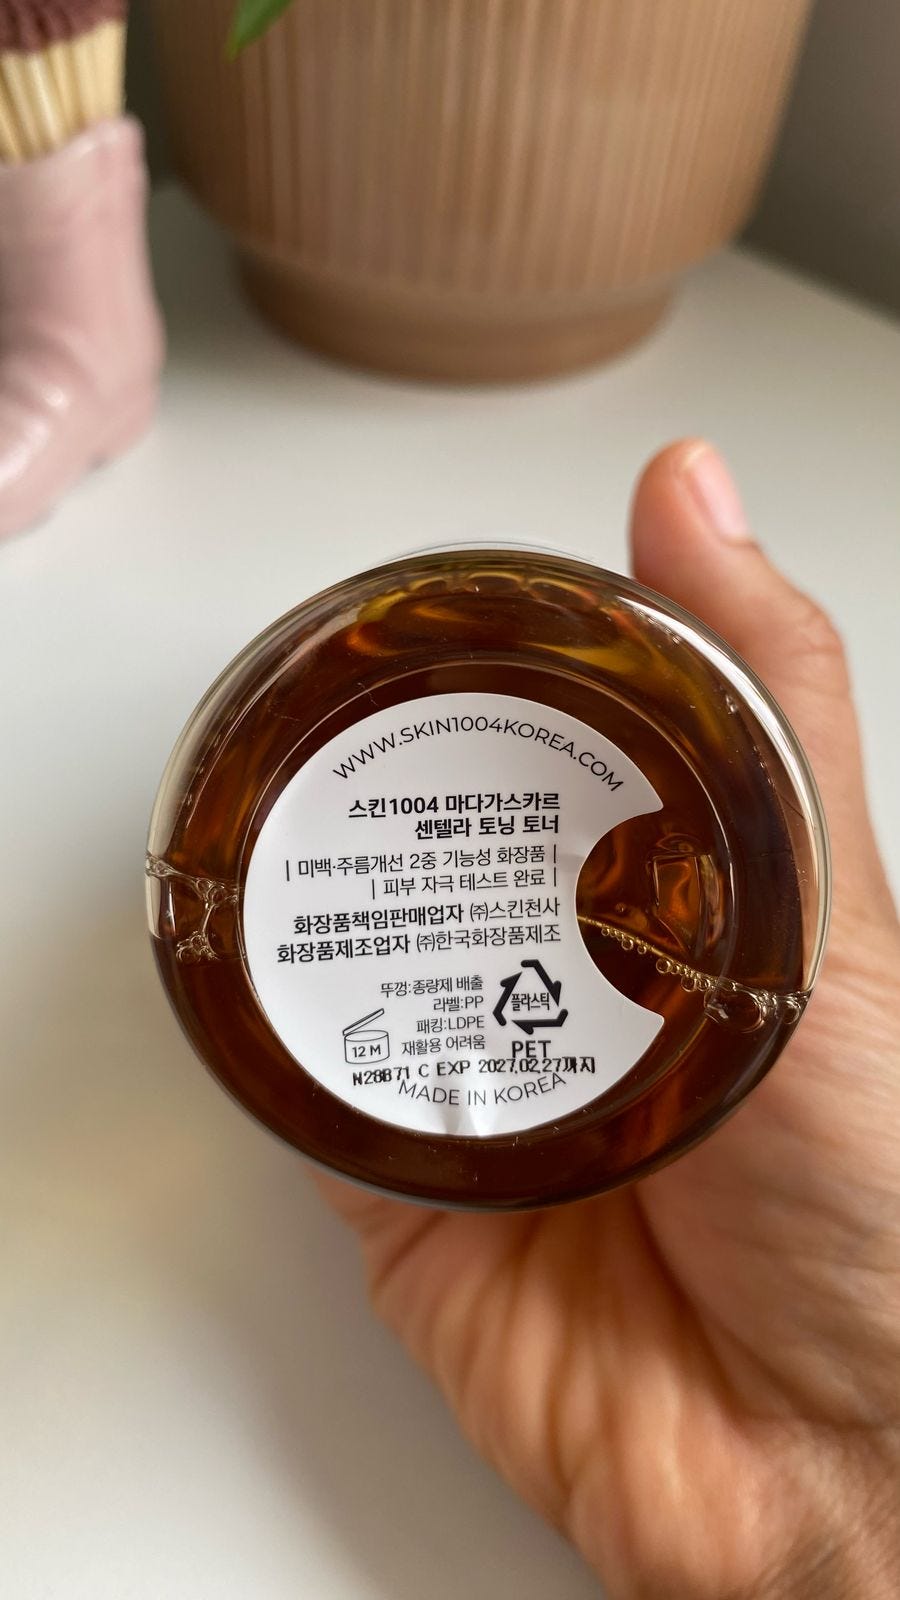 WWW.SKIN1004KOREA.COM
스킨1004 마다가스카르
센텔라 토닝 토너
| 미백·주름개선 2중 기능성 화장품 |
| 피부 자극 테스트 완료 |
화장품책임판매업자 ㈜스킨천사
화장품제조업자 ㈜한국화장품제조
뚜껑:종량제 배출
라벨:PP
패킹:LDPE
재활용 어려움
플라스틱
PET
12 M
N28B71 C EXP 2027.02.27까지
MADE IN KOREA